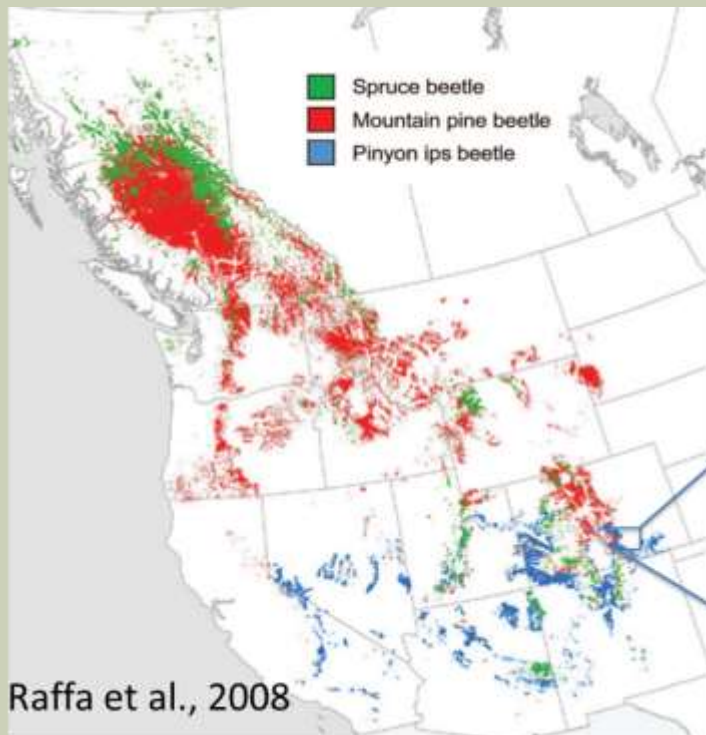 Spruce beetle
Mountain pine beetle
Pinyon ips beetle
Raffa et al., 2008